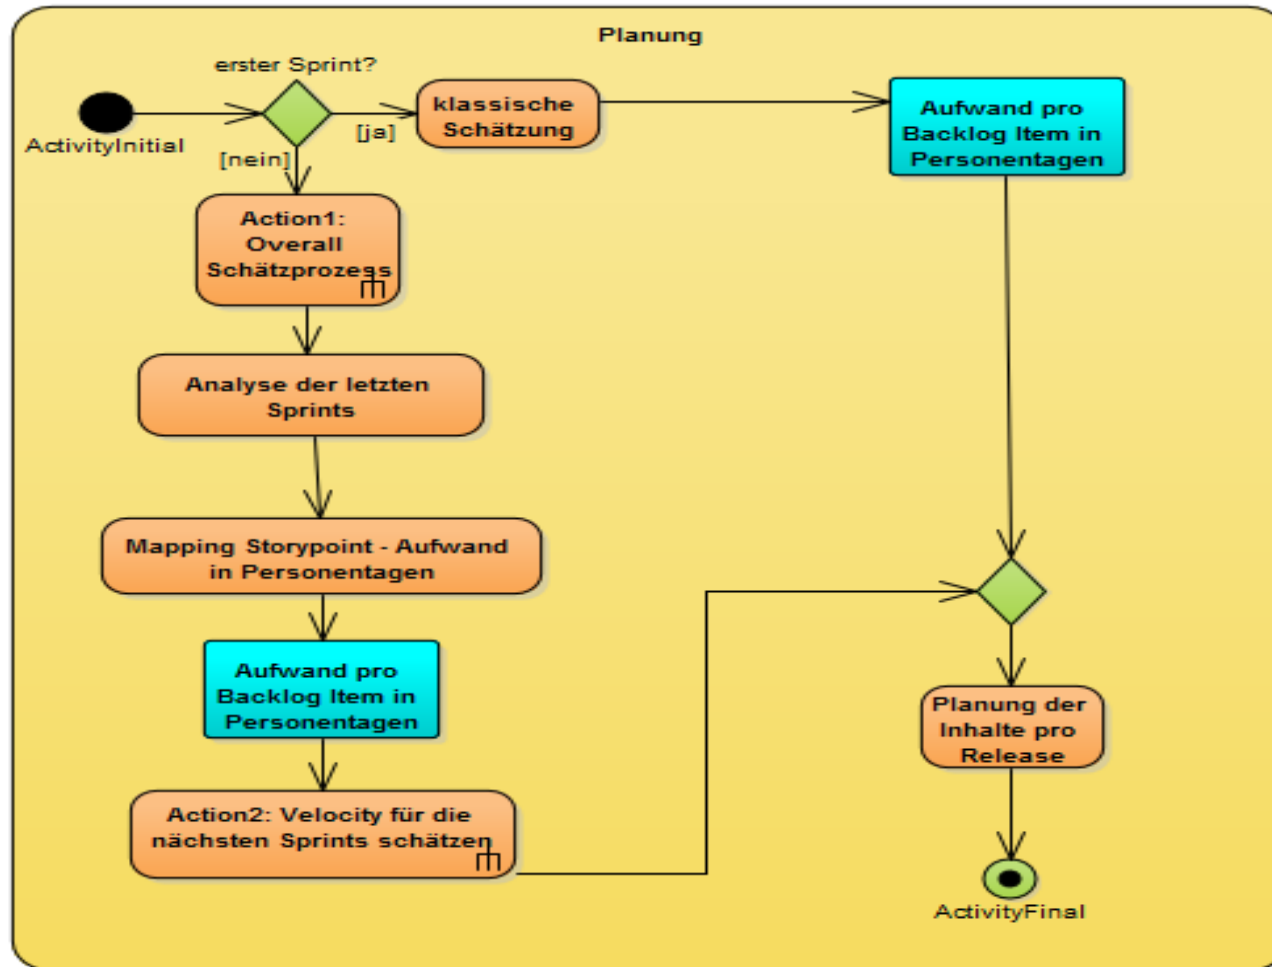 Planung
erster Sprint?
ActivityInitial
[ja]
[nein]
klassische
Schätzung
Aufwand pro
Backlog Item in
Personentagen
Action1:
Overall
Schätzprozess
Analyse der letzten
Sprints
Mapping Storypoint - Aufwand
in Personentagen
Aufwand pro
Backlog Item in
Personentagen
Action2: Velocity für die
nächsten Sprints schätzen
Planung der
Inhalte pro
Release
ActivityFinal